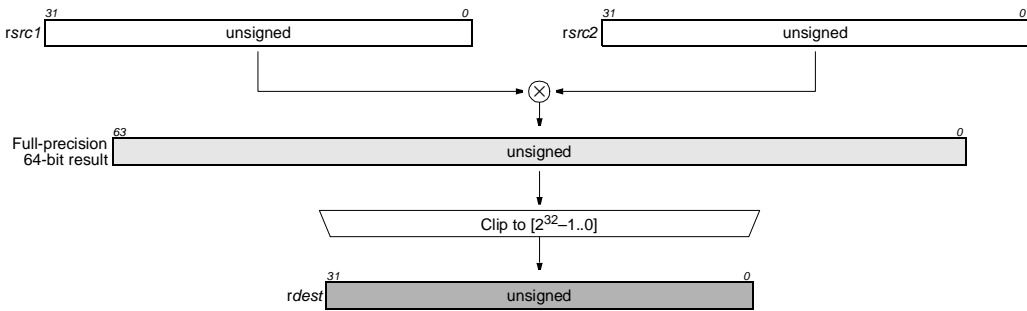 31 0 31 0
rsrc1 unsigned rsrc2 unsigned
63 0
Full-precision
64-bit result
unsigned
Clip to [2³²–1..0]
31 0
rdest unsigned